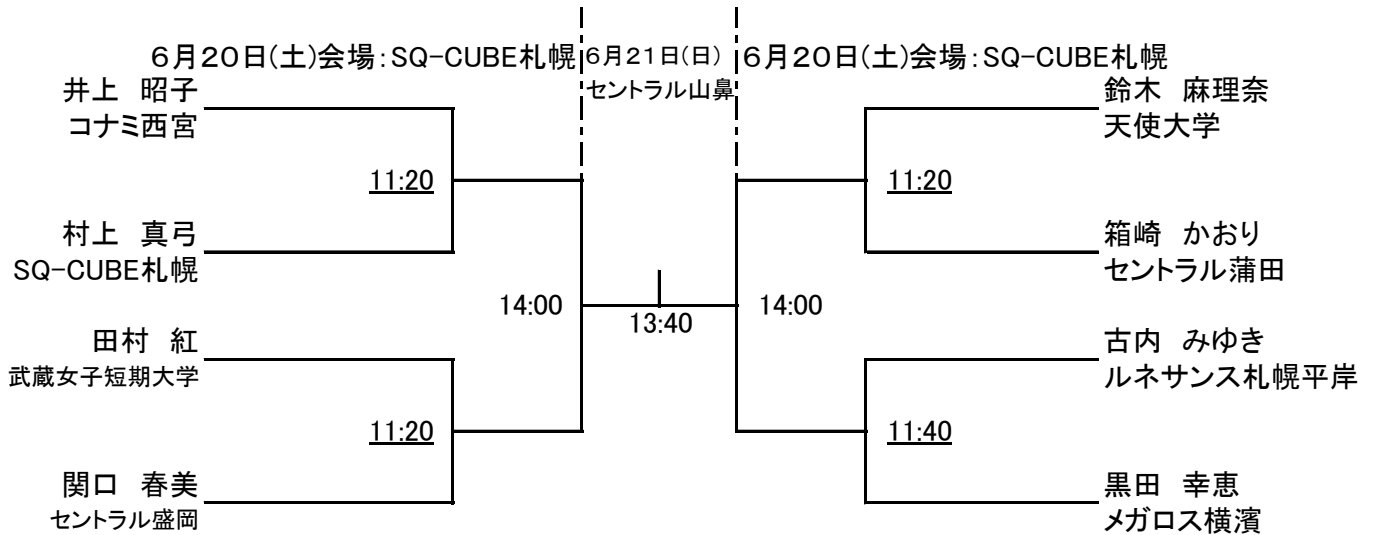 6月20日(土)会場:SQ-CUBE札幌
6月21日(日)
セントラル山鼻
6月20日(土)会場:SQ-CUBE札幌
井上 昭子
コナミ西宮
11:20
村上 真弓
SQ-CUBE札幌
14:00
田村 紅
武蔵女子短期大学
11:20
関口 春美
セントラル盛岡
13:40
鈴木 麻理奈
天使大学
11:20
箱崎 かおり
セントラル蒲田
14:00
古内 みゆき
ルネサンス札幌平岸
11:40
黒田 幸恵
メガロス横濱